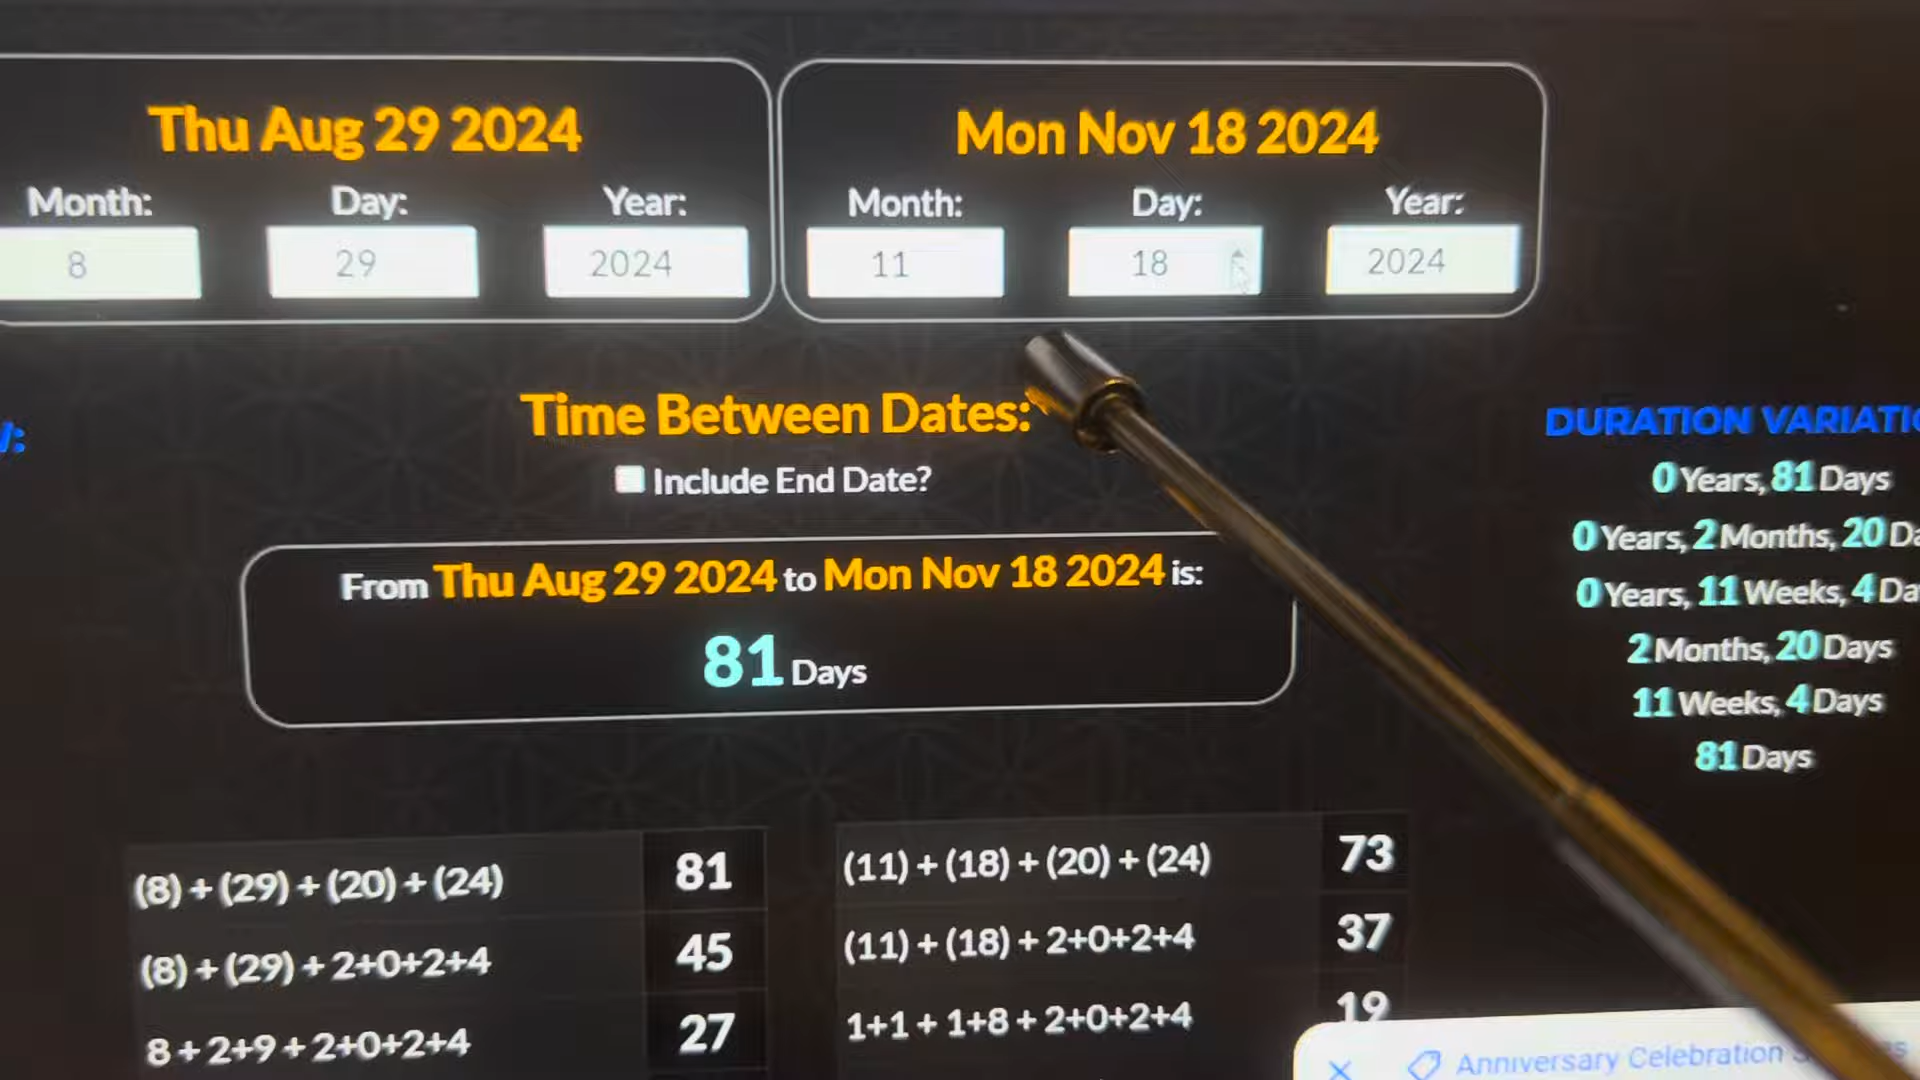 Thu Aug 29 2024
Month: Day: Year:
8 29 2024
Mon Nov 18 2024
Month: Day: Year:
11 18 2024
Time Between Dates:
Include End Date?
From Thu Aug 29 2024 to Mon Nov 18 2024 is:
81 Days
DURATION
0 Years, 81 Days
0 Years, 2 Months, 20
0 Years, 11 Weeks, 4
2 Months, 20 Days
11 Weeks, 4 Days
81 Days
(8) + (29) + (20) + (24) 81
(8) + (29) + 2+0+2+4 45
8 + 2+9 + 2+0+2+4 27
(11) + (18) + (20) + (24) 73
(11) + (18) + 2+0+2+4 37
1+1 + 1+8 + 2+0+2+4 19
Anniversary Celebration